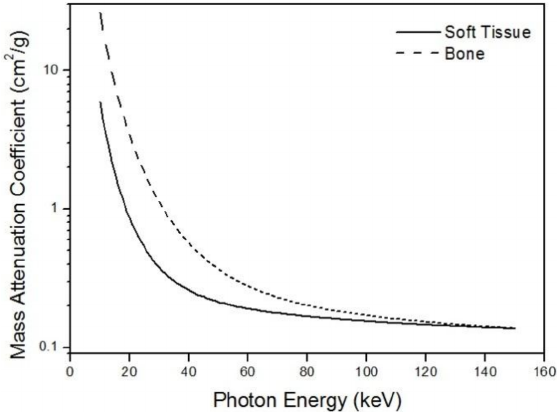 Soft Tissue
Bone
Mass Attenuation Coefficient (cm²/g)
10
1
0.1
0 20 40 60 80 100 120 140 160
Photon Energy (keV)